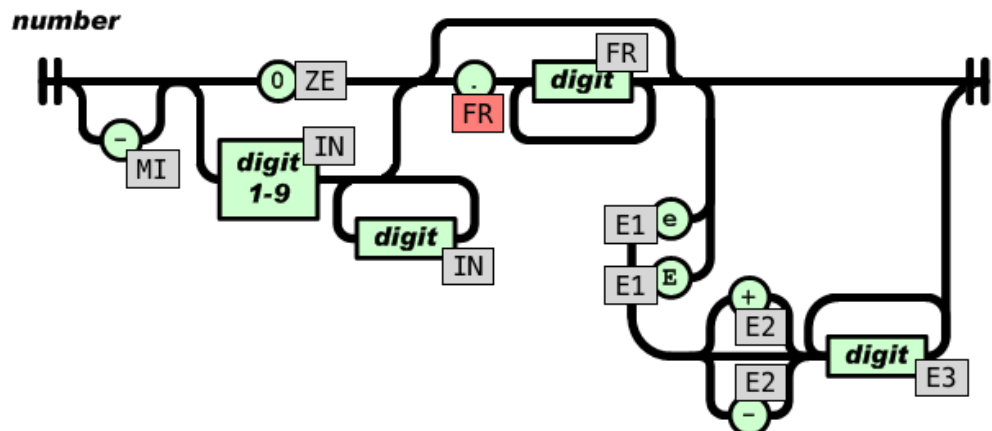 number
FR
0 ZE . digit
FR
- MI
IN
digit
1-9
digit
IN
E1 e
E1 E
+
E2
digit
E2
E3
-